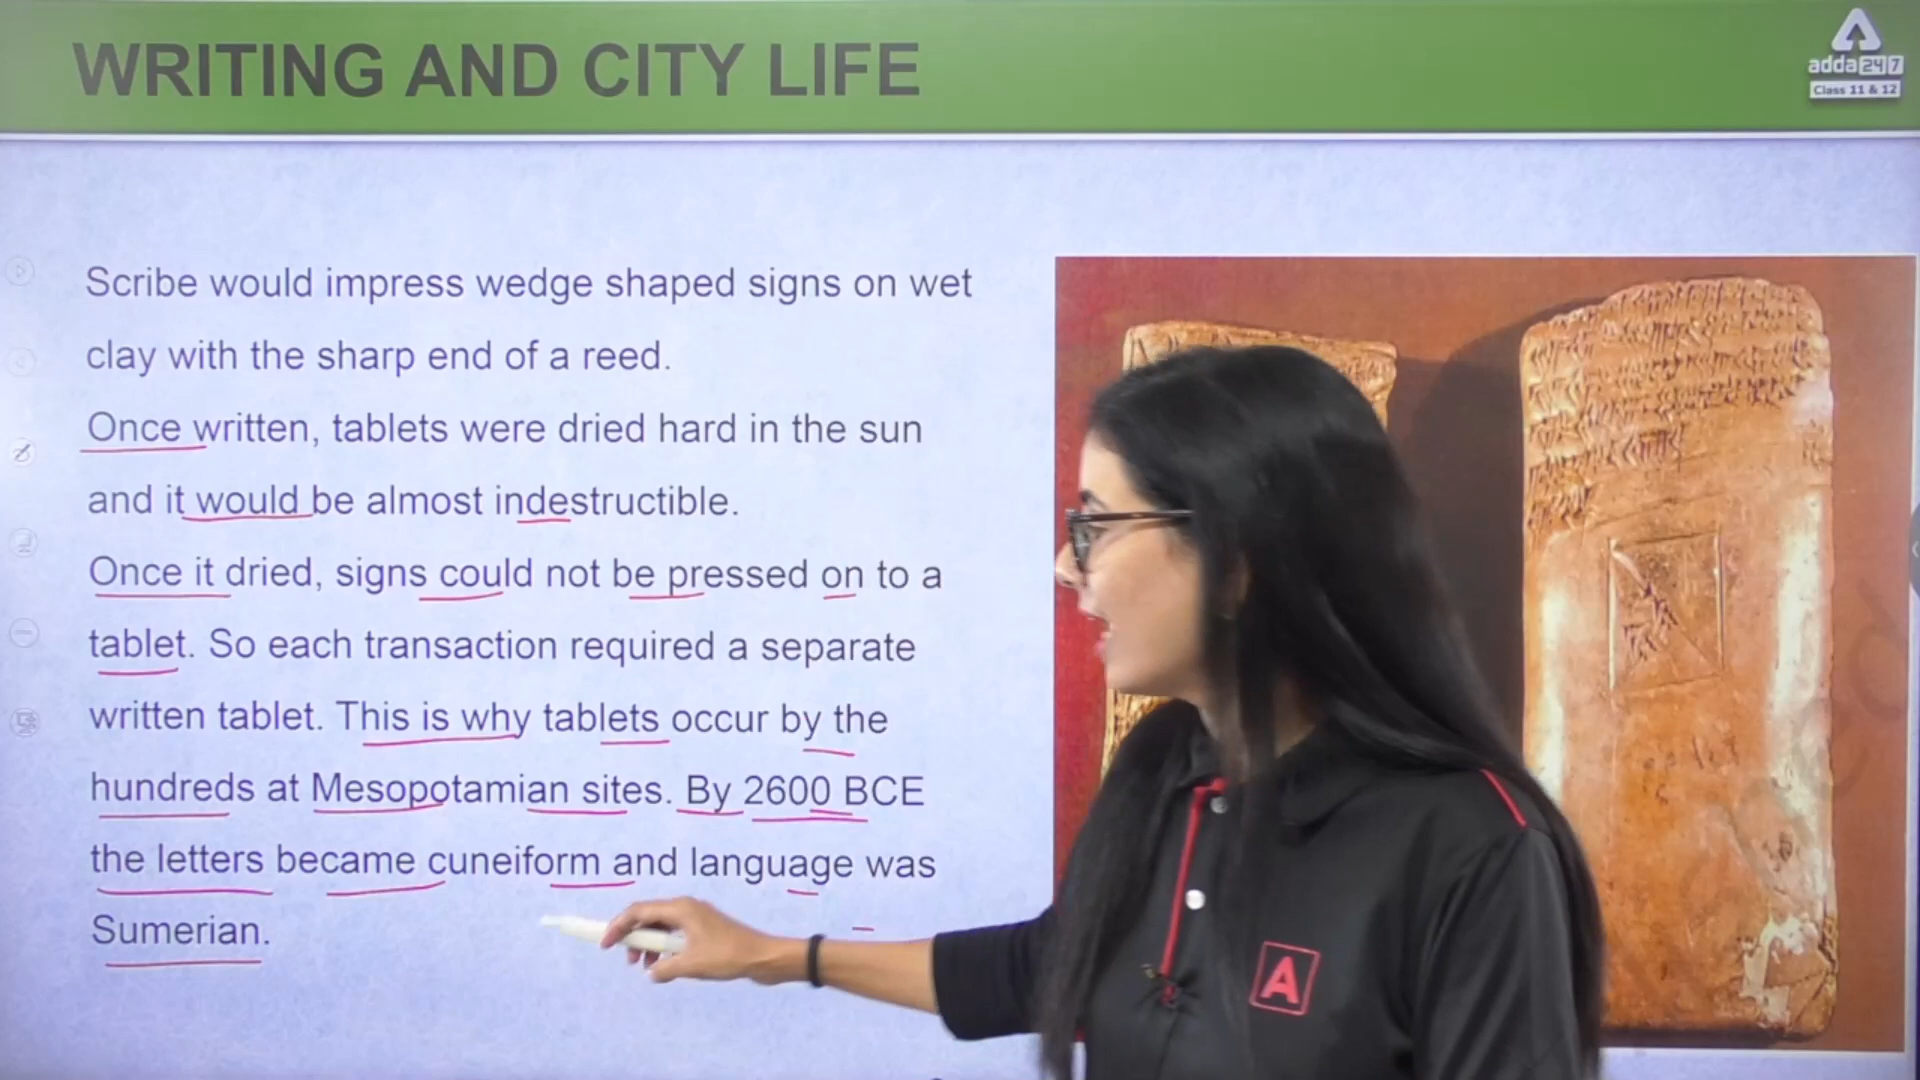 WRITING AND CITY LIFE
adda247
Class 11 & 12
Scribe would impress wedge shaped signs on wet
clay with the sharp end of a reed.
Once written, tablets were dried hard in the sun
and it would be almost indestructible.
Once it dried, signs could not be pressed on to a
tablet. So each transaction required a separate
written tablet. This is why tablets occur by the
hundreds at Mesopotamian sites. By 2600 BCE
the letters became cuneiform and language was
Sumerian.
A